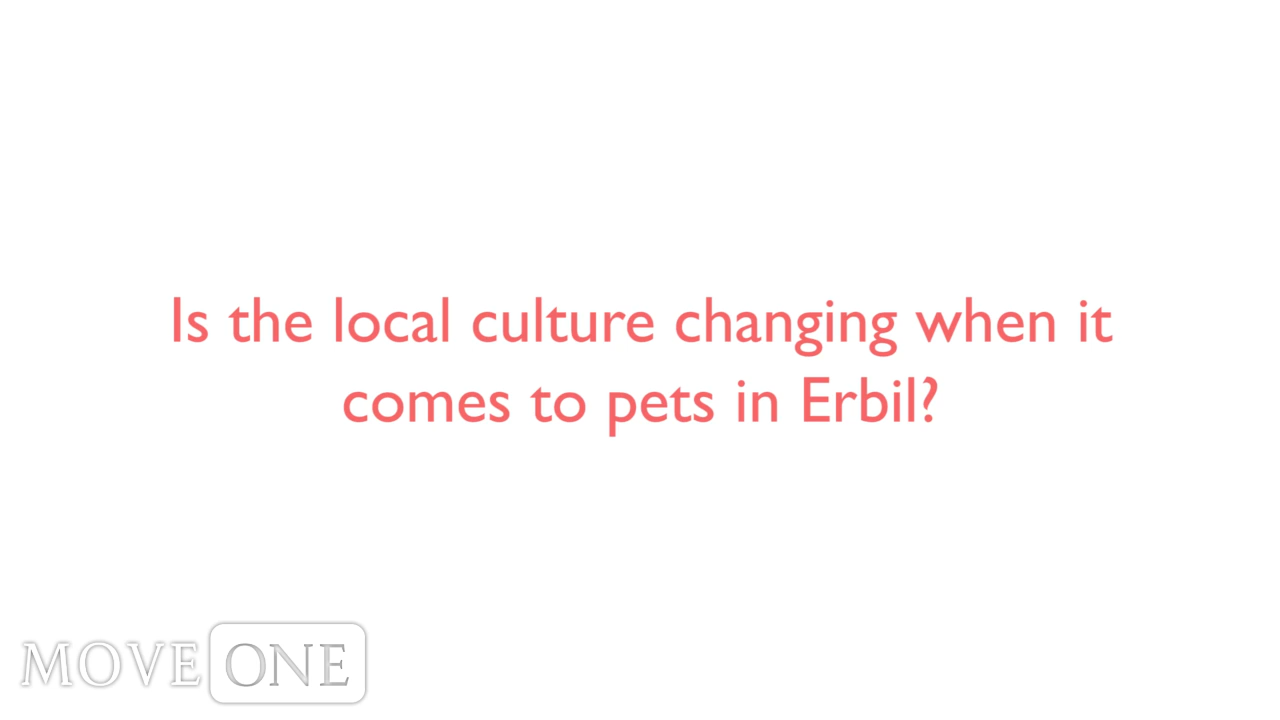 Is the local culture changing when it
comes to pets in Erbil?
MOVE ONE